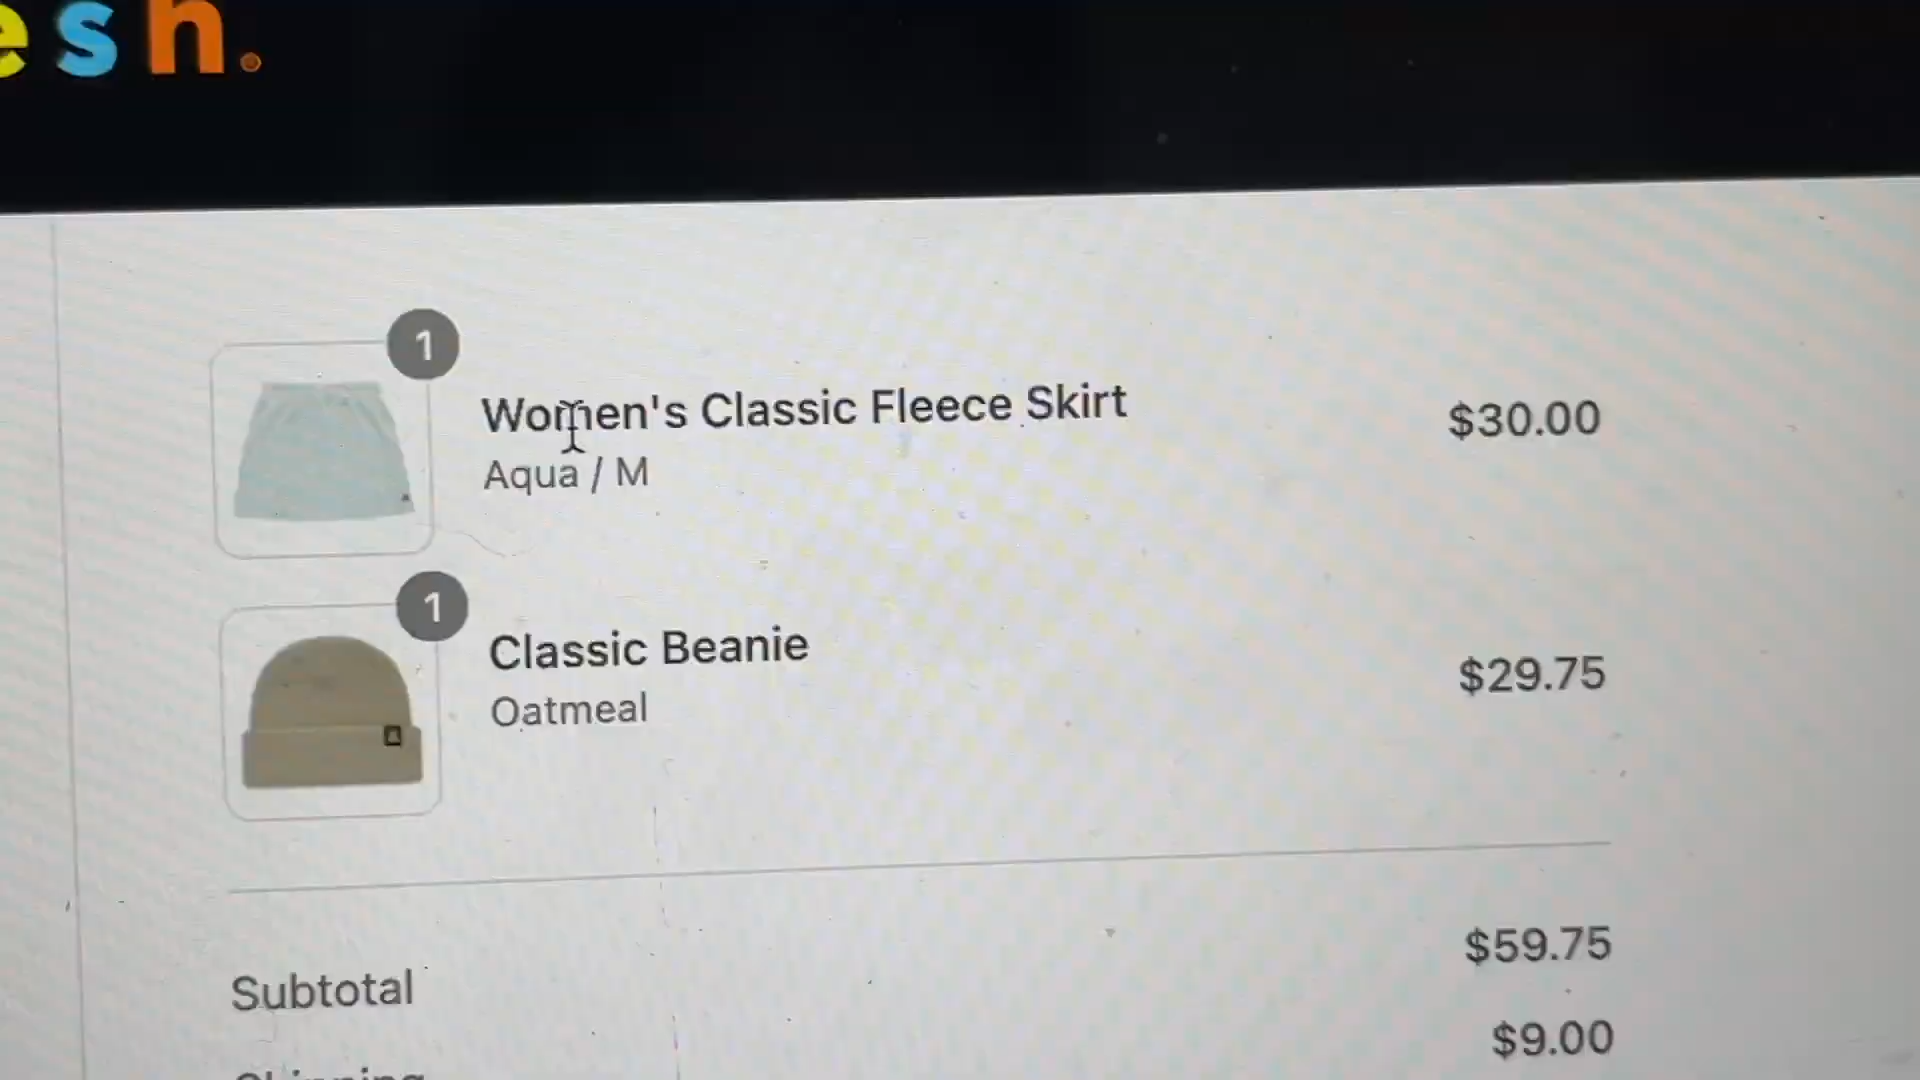 esh.
1
Women's Classic Fleece Skirt
$30.00
Aqua / M
1
Classic Beanie
$29.75
Oatmeal
Subtotal
$59.75
Shipping
$9.00